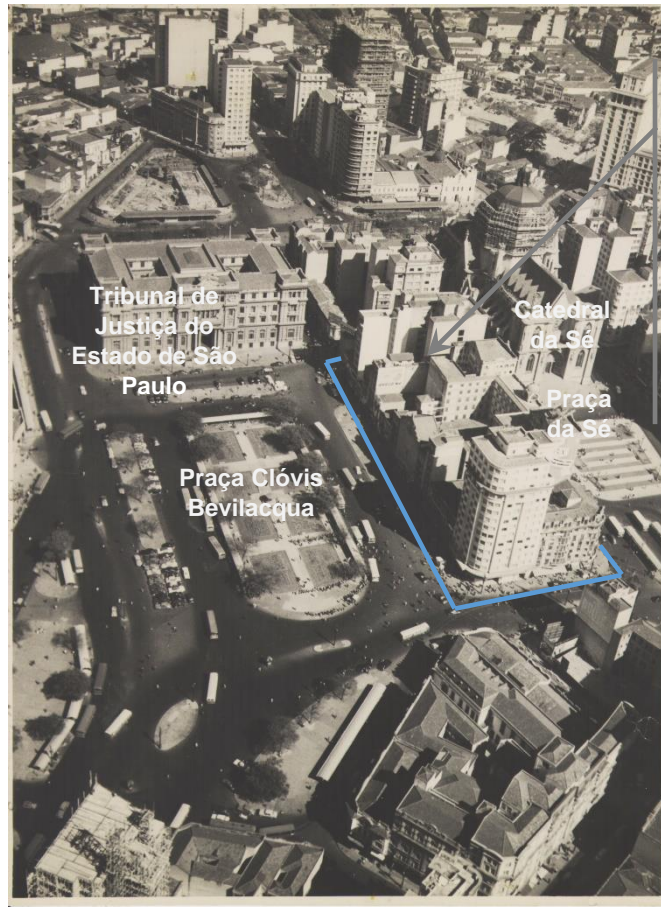 Tribunal de
Justiça do
Estado de São
Paulo
Catedral
da Sé
Praça
da Sé
Praça Clóvis
Bevilacqua